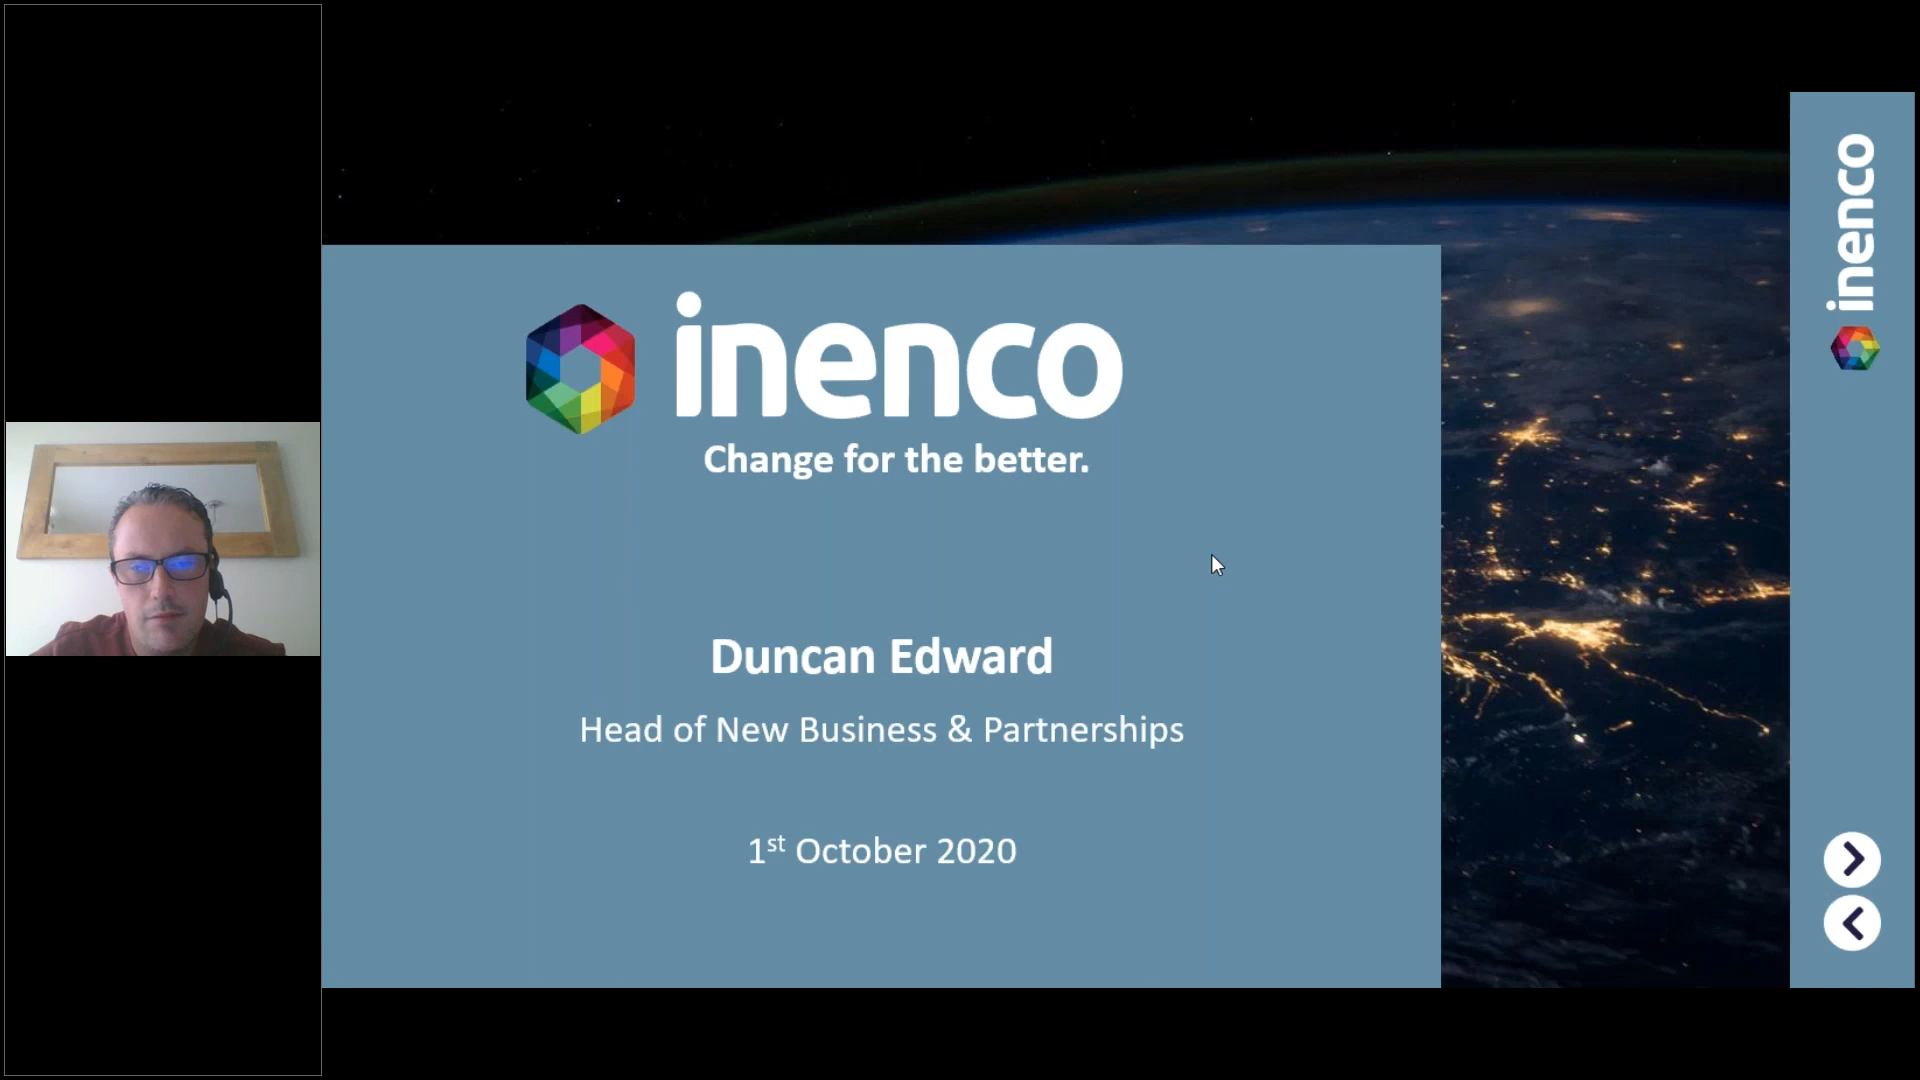 inenco
Change for the better.
Duncan Edward
Head of New Business & Partnerships
1st October 2020
inenco